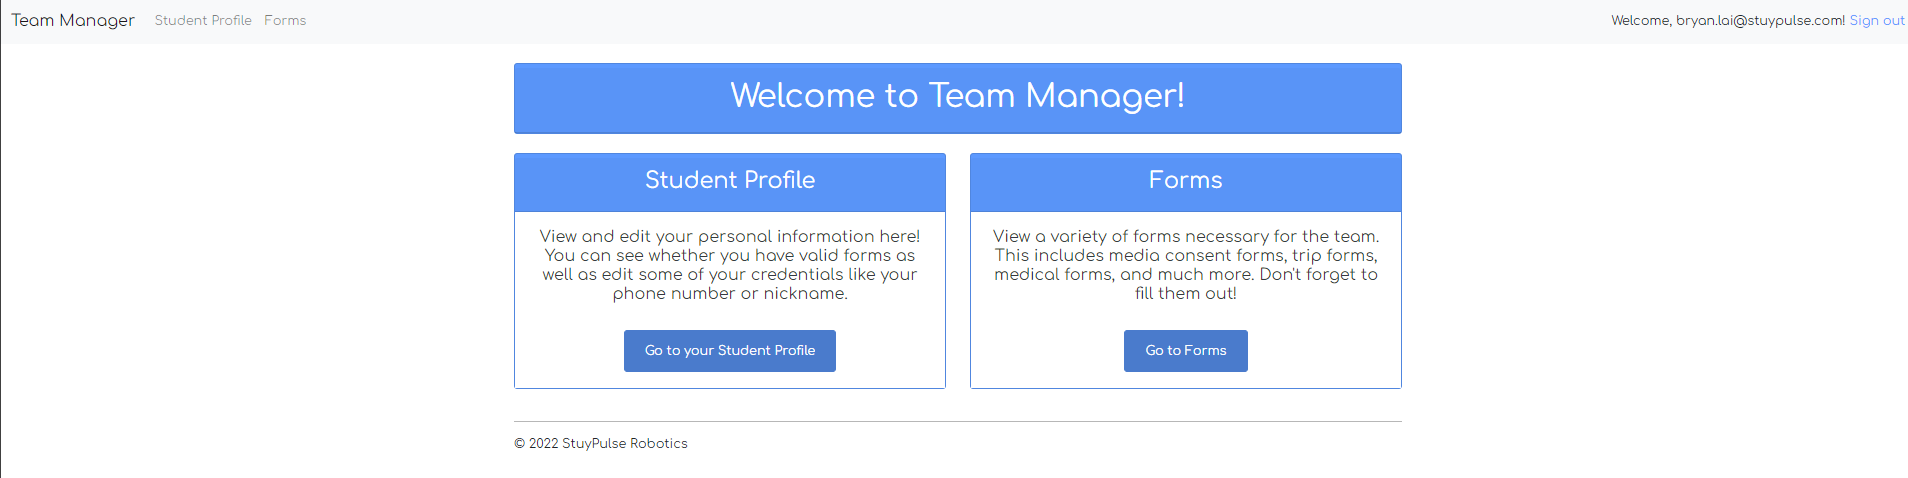 Team Manager Student Profile Forms Welcome, bryan.lai@stuypulse.com! Sign out
Welcome to Team Manager!
Student Profile
View and edit your personal information here!
You can see whether you have valid forms as
well as edit some of your credentials like your
phone number or nickname.
Go to your Student Profile
Forms
View a variety of forms necessary for the team.
This includes media consent forms, trip forms,
medical forms, and much more. Don't forget to
fill them out!
Go to Forms
© 2022 StuyPulse Robotics